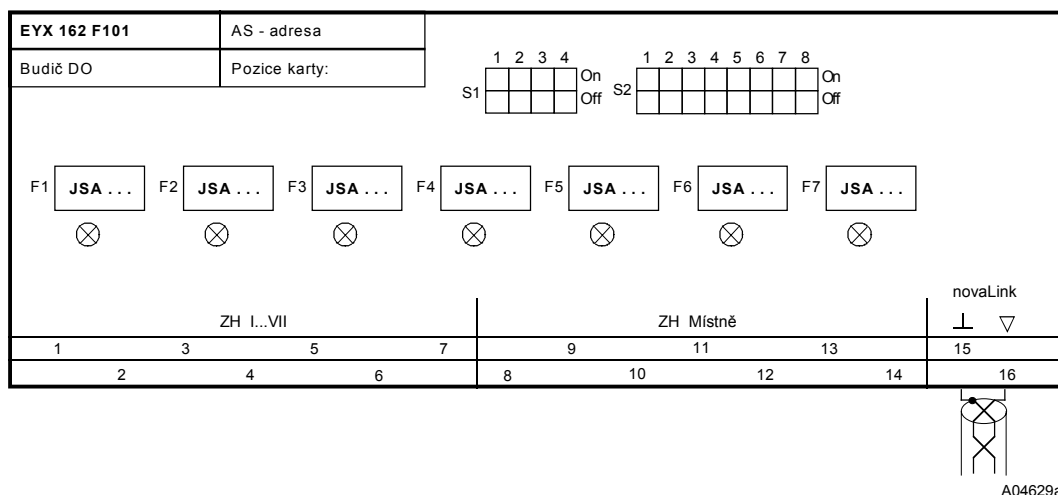 EYX 162 F101 AS - adresa
Budič DO Pozice karty:
1 2 3 4
S1 On
Off
1 2 3 4 5 6 7 8
S2 On
Off
F1 JSA . . . F2 JSA . . . F3 JSA . . . F4 JSA . . . F5 JSA . . . F6 JSA . . . F7 JSA . . .
novaLink
ZH I...VII ZH Místně
1 3 5 7 9 11 13 15
2 4 6 8 10 12 14 16
A04629a